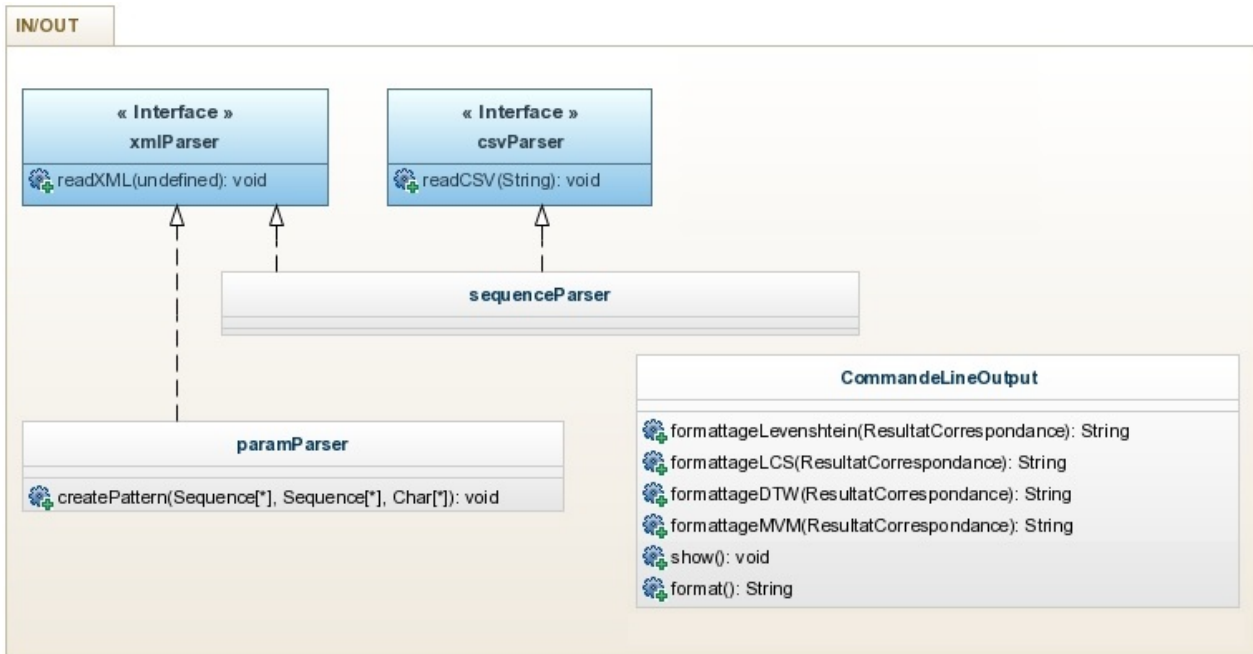 IN/OUT
« Interface »
xmlParser
readXML(undefined): void
« Interface »
csvParser
readCSV(String): void
sequenceParser
paramParser
createPattern(Sequence[*], Sequence[*], Char[*]): void
CommandeLineOutput
formattageLevenshtein(ResultatCorrespondance): String
formattageLCS(ResultatCorrespondance): String
formattageDTW(ResultatCorrespondance): String
formattageMVM(ResultatCorrespondance): String
show(): void
format(): String